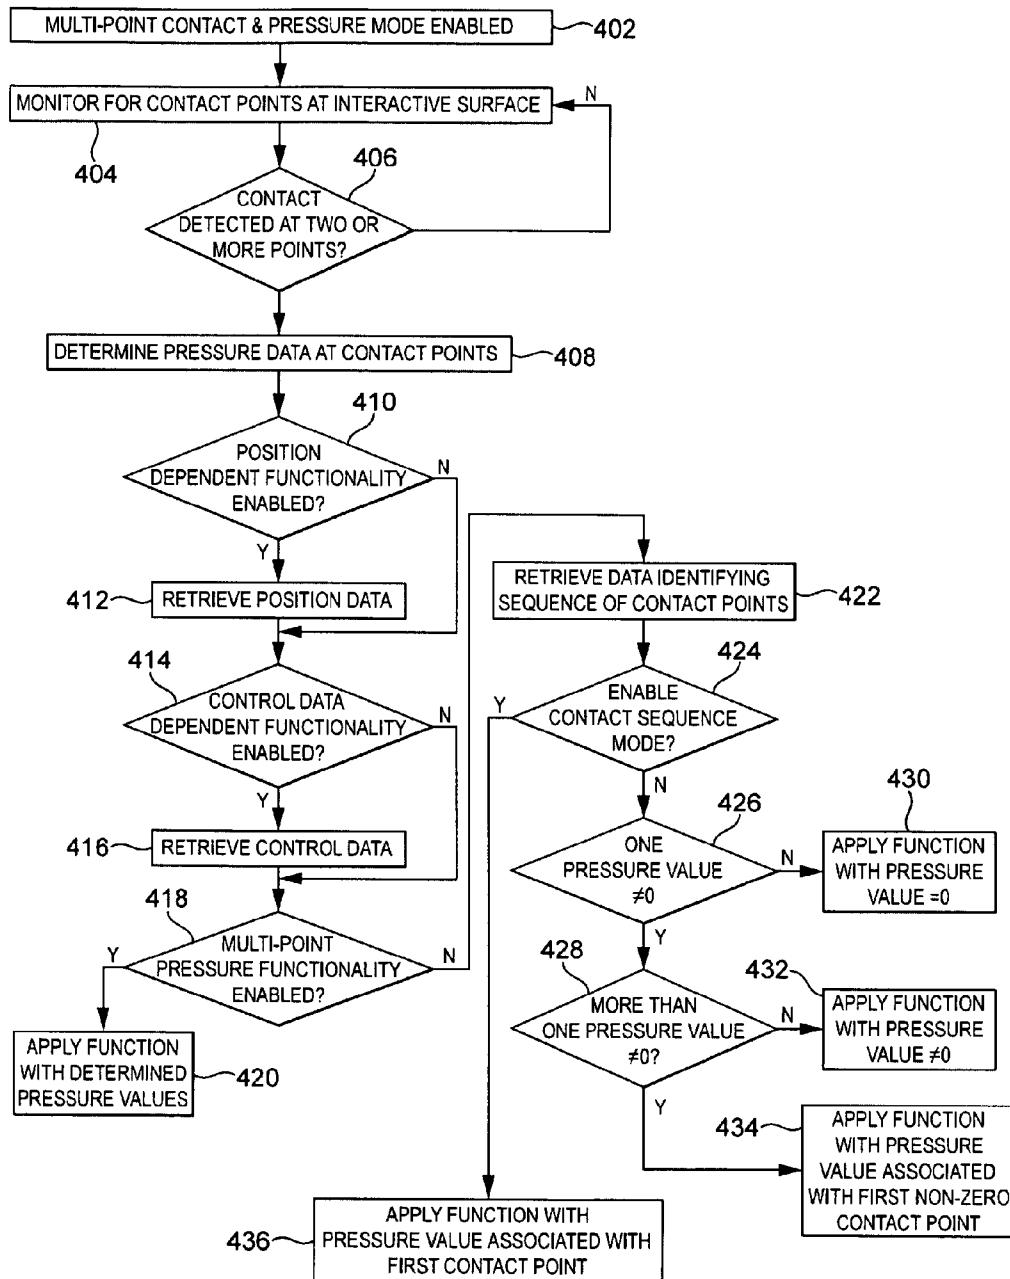 MULTI-POINT CONTACT & PRESSURE MODE ENABLED
402
MONITOR FOR CONTACT POINTS AT INTERACTIVE SURFACE
N
404
406
CONTACT
DETECTED AT TWO OR
MORE POINTS?
DETERMINE PRESSURE DATA AT CONTACT POINTS
408
410
POSITION
DEPENDENT FUNCTIONALITY
ENABLED?
N
Y
412
RETRIEVE POSITION DATA
414
CONTROL DATA
DEPENDENT FUNCTIONALITY
ENABLED?
N
Y
416
RETRIEVE CONTROL DATA
418
MULTI-POINT
PRESSURE FUNCTIONALITY
ENABLED?
Y
N
APPLY FUNCTION
WITH DETERMINED
PRESSURE VALUES
420
RETRIEVE DATA IDENTIFYING
SEQUENCE OF CONTACT POINTS
422
424
ENABLE
CONTACT SEQUENCE
MODE?
Y
N
426
ONE
PRESSURE VALUE
≠0
N
Y
430
APPLY FUNCTION
WITH PRESSURE
VALUE =0
428
MORE THAN
ONE PRESSURE VALUE
≠0?
N
Y
432
APPLY FUNCTION
WITH PRESSURE
VALUE ≠0
434
APPLY FUNCTION
WITH PRESSURE
VALUE ASSOCIATED
WITH FIRST NON-ZERO
CONTACT POINT
436
APPLY FUNCTION WITH
PRESSURE VALUE ASSOCIATED WITH
FIRST CONTACT POINT